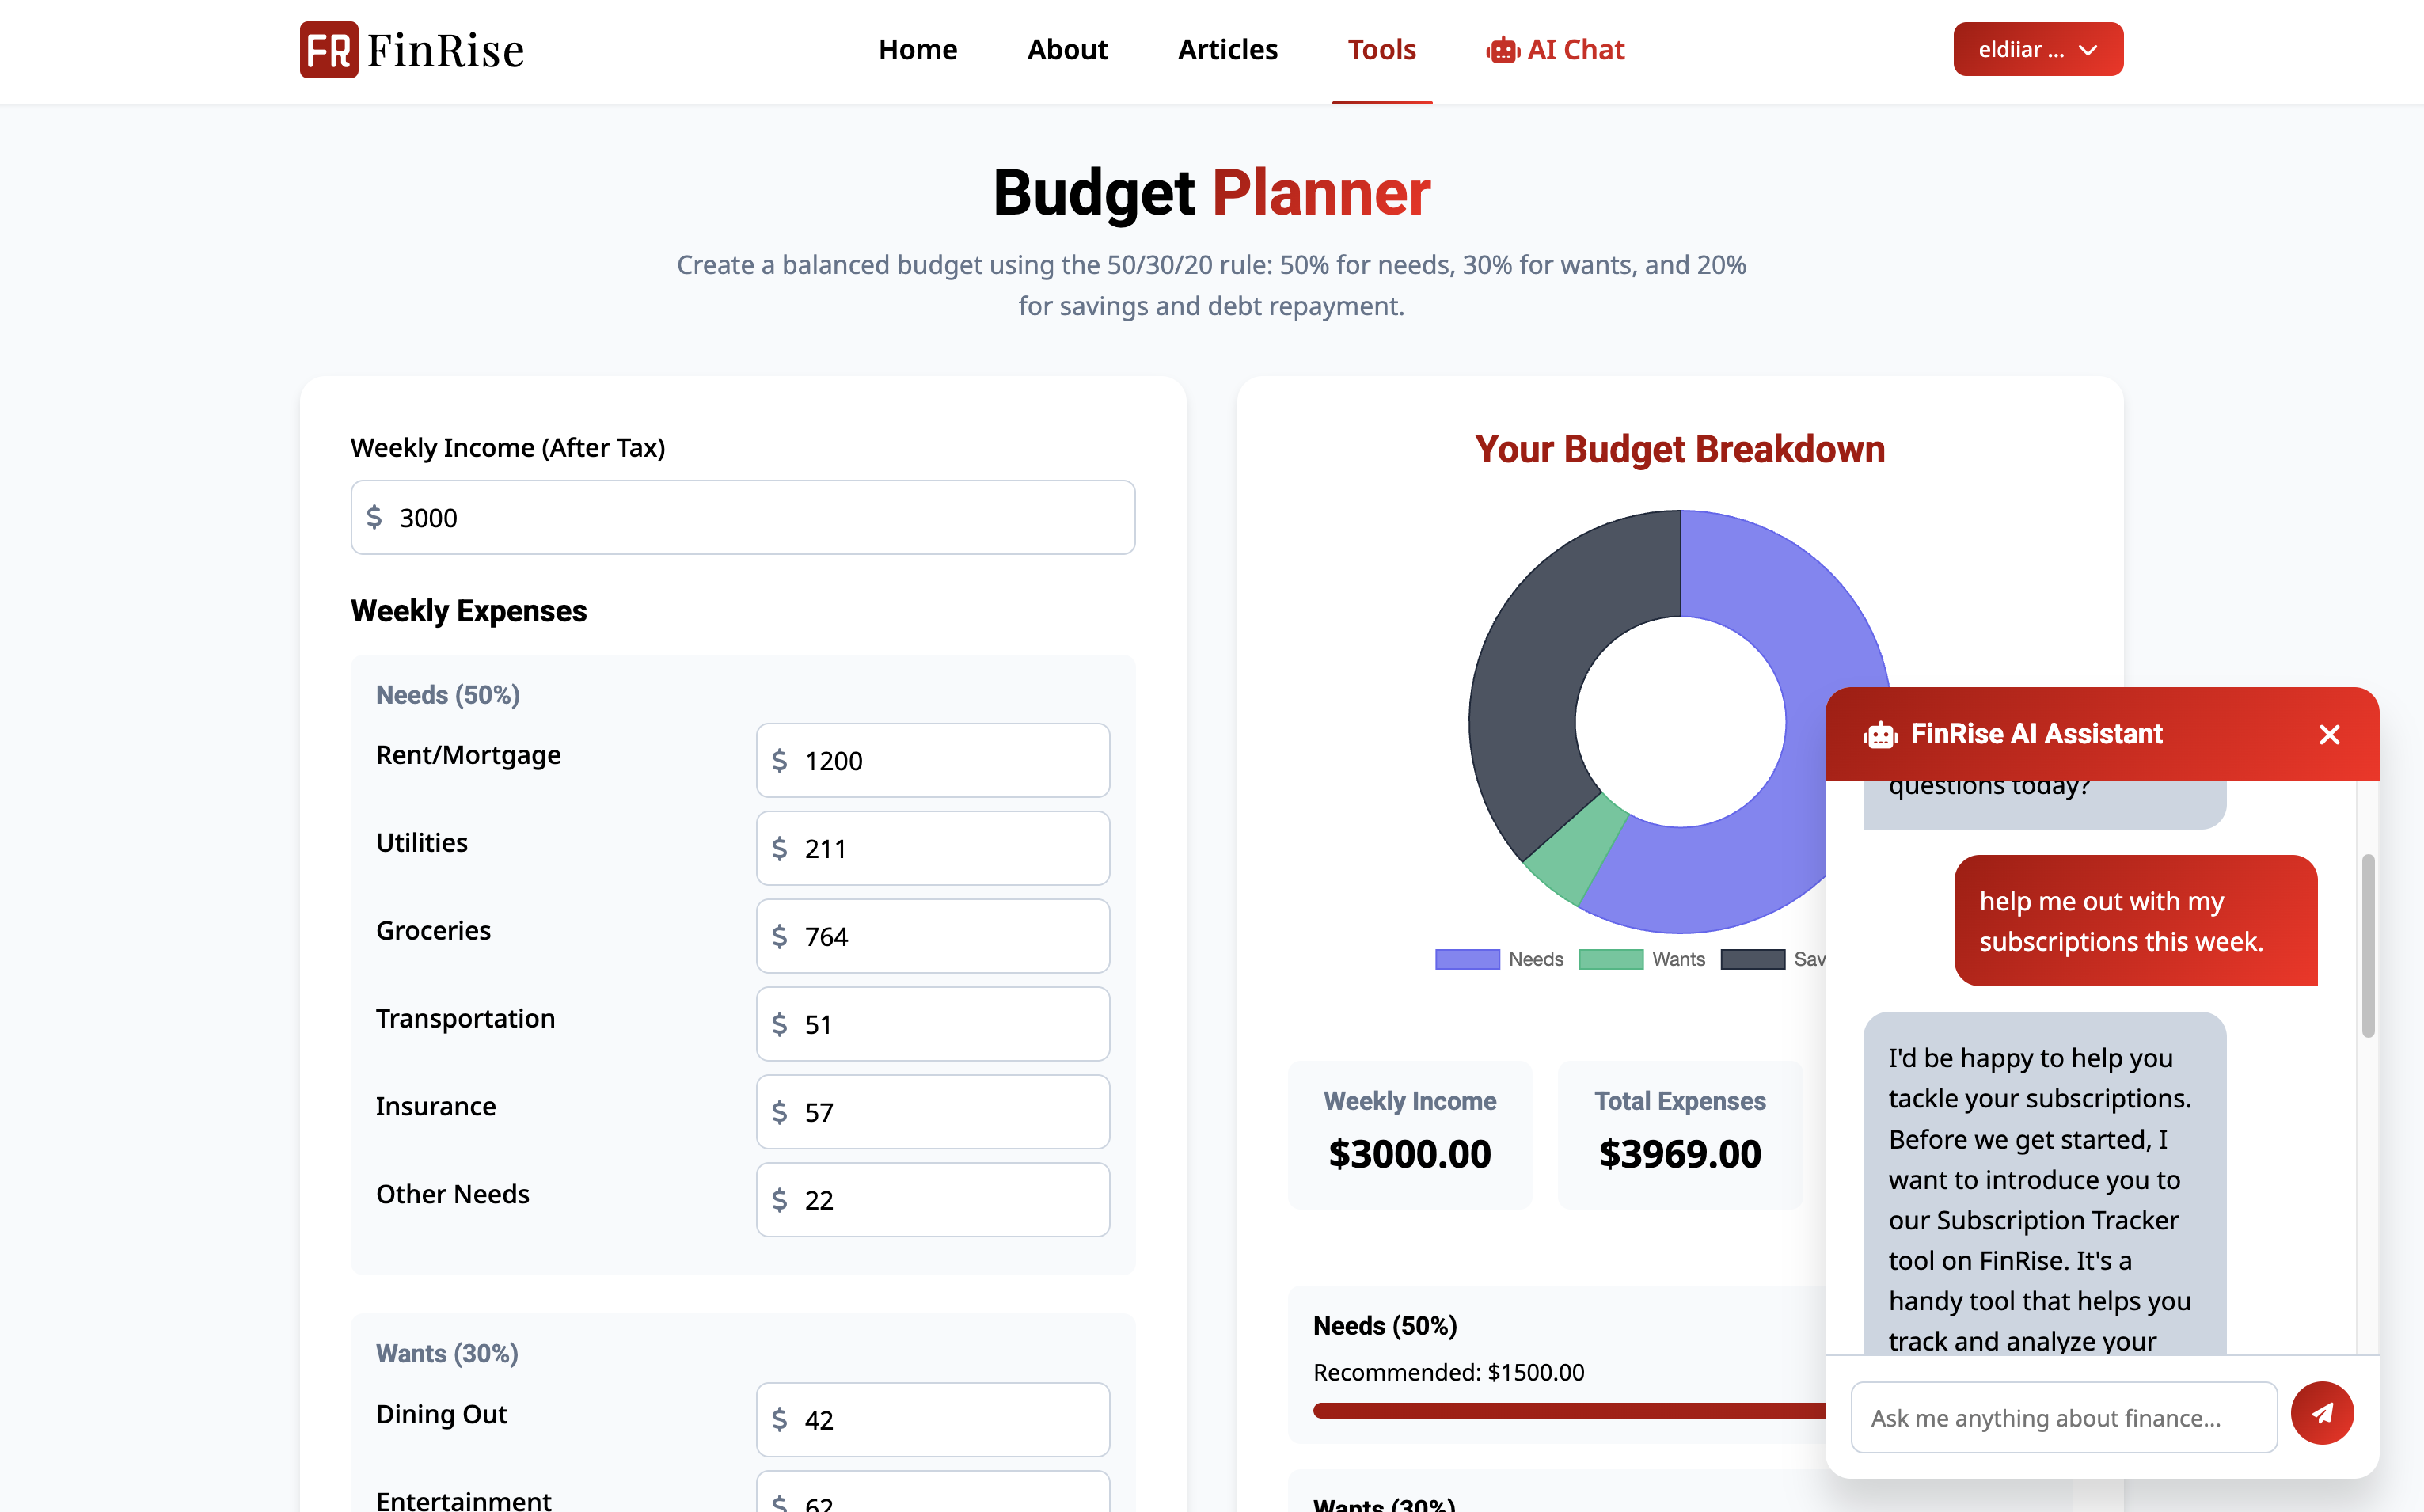 FR FinRise
Home
About
Articles
Tools
AI Chat
eldiiar ...
Budget Planner
Create a balanced budget using the 50/30/20 rule: 50% for needs, 30% for wants, and 20%
for savings and debt repayment.
Weekly Income (After Tax)
$ 3000
Weekly Expenses
Needs (50%)
Rent/Mortgage
$ 1200
Utilities
$ 211
Groceries
$ 764
Transportation
$ 51
Insurance
$ 57
Other Needs
$ 22
Wants (30%)
Dining Out
$ 42
Entertainment
$ 62
Your Budget Breakdown
Needs
Wants
Sav
Weekly Income
$3000.00
Total Expenses
$3969.00
Needs (50%)
Recommended: $1500.00
Wants (30%)
FinRise AI Assistant
questions today?
help me out with my
subscriptions this week.
I'd be happy to help you
tackle your subscriptions.
Before we get started, I
want to introduce you to
our Subscription Tracker
tool on FinRise. It's a
handy tool that helps you
track and analyze your
Ask me anything about finance...